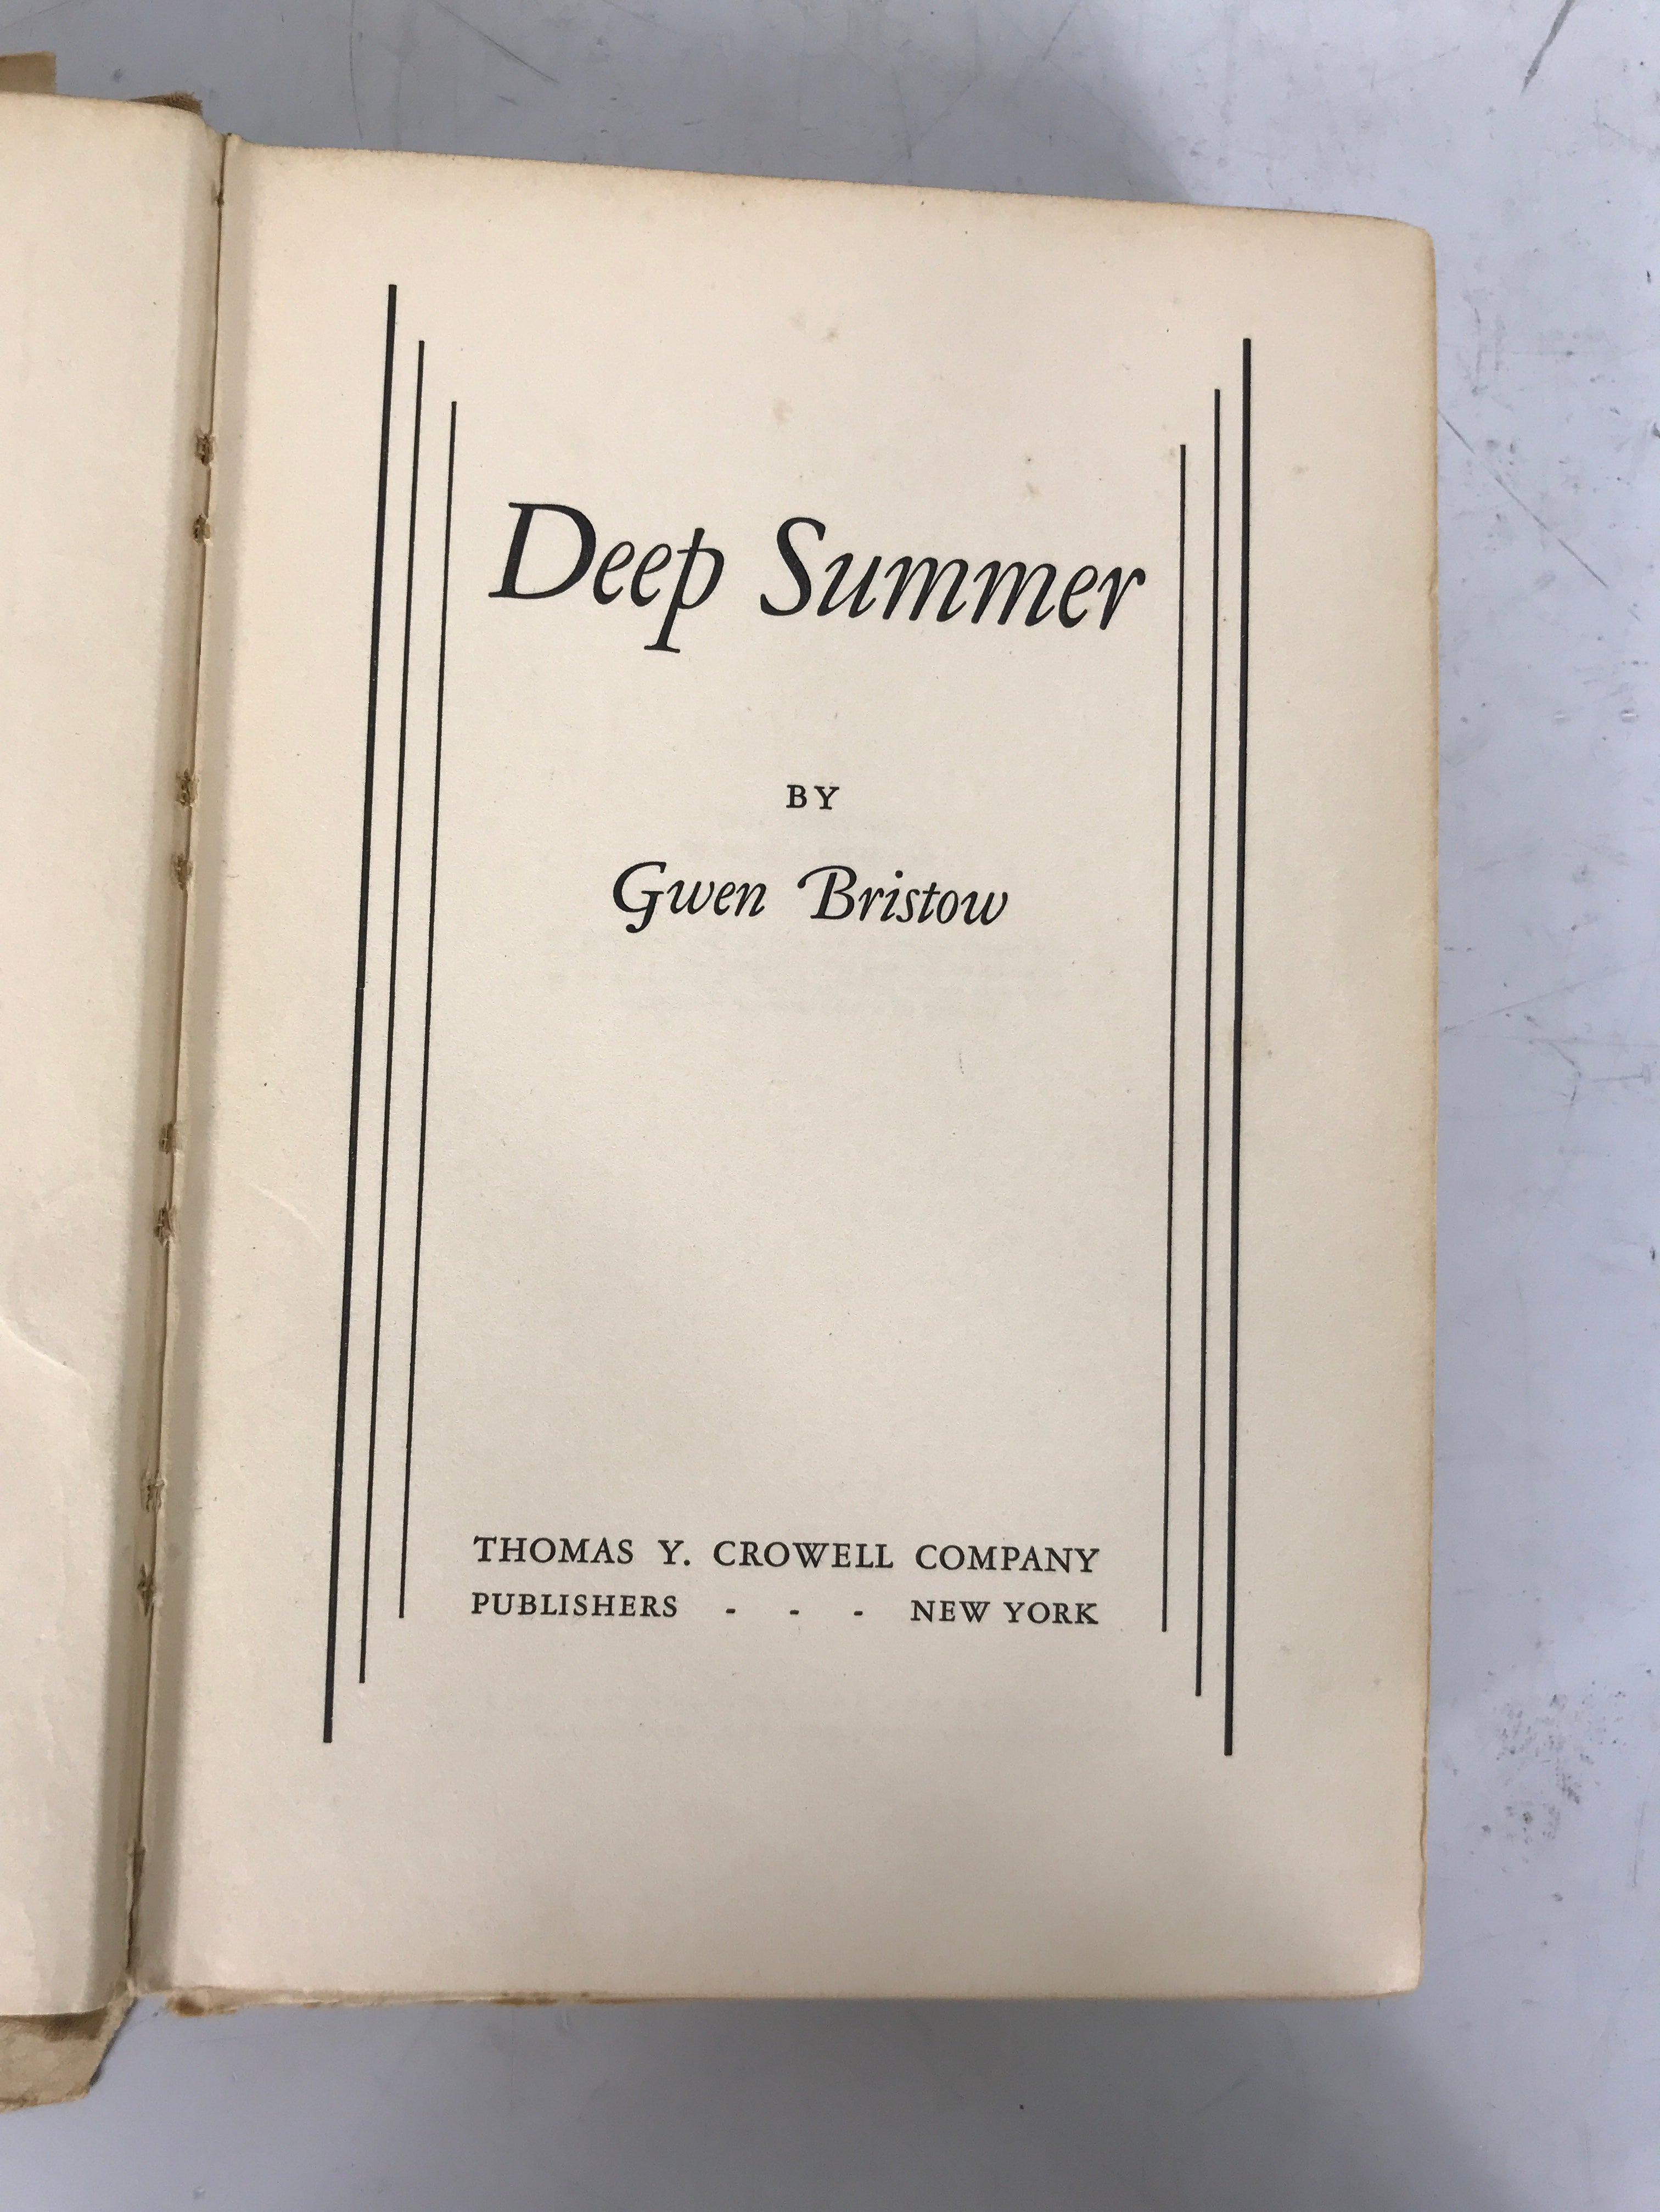 Deep Summer
BY
Gwen Bristow
THOMAS Y. CROWELL COMPANY
PUBLISHERS - - - NEW YORK